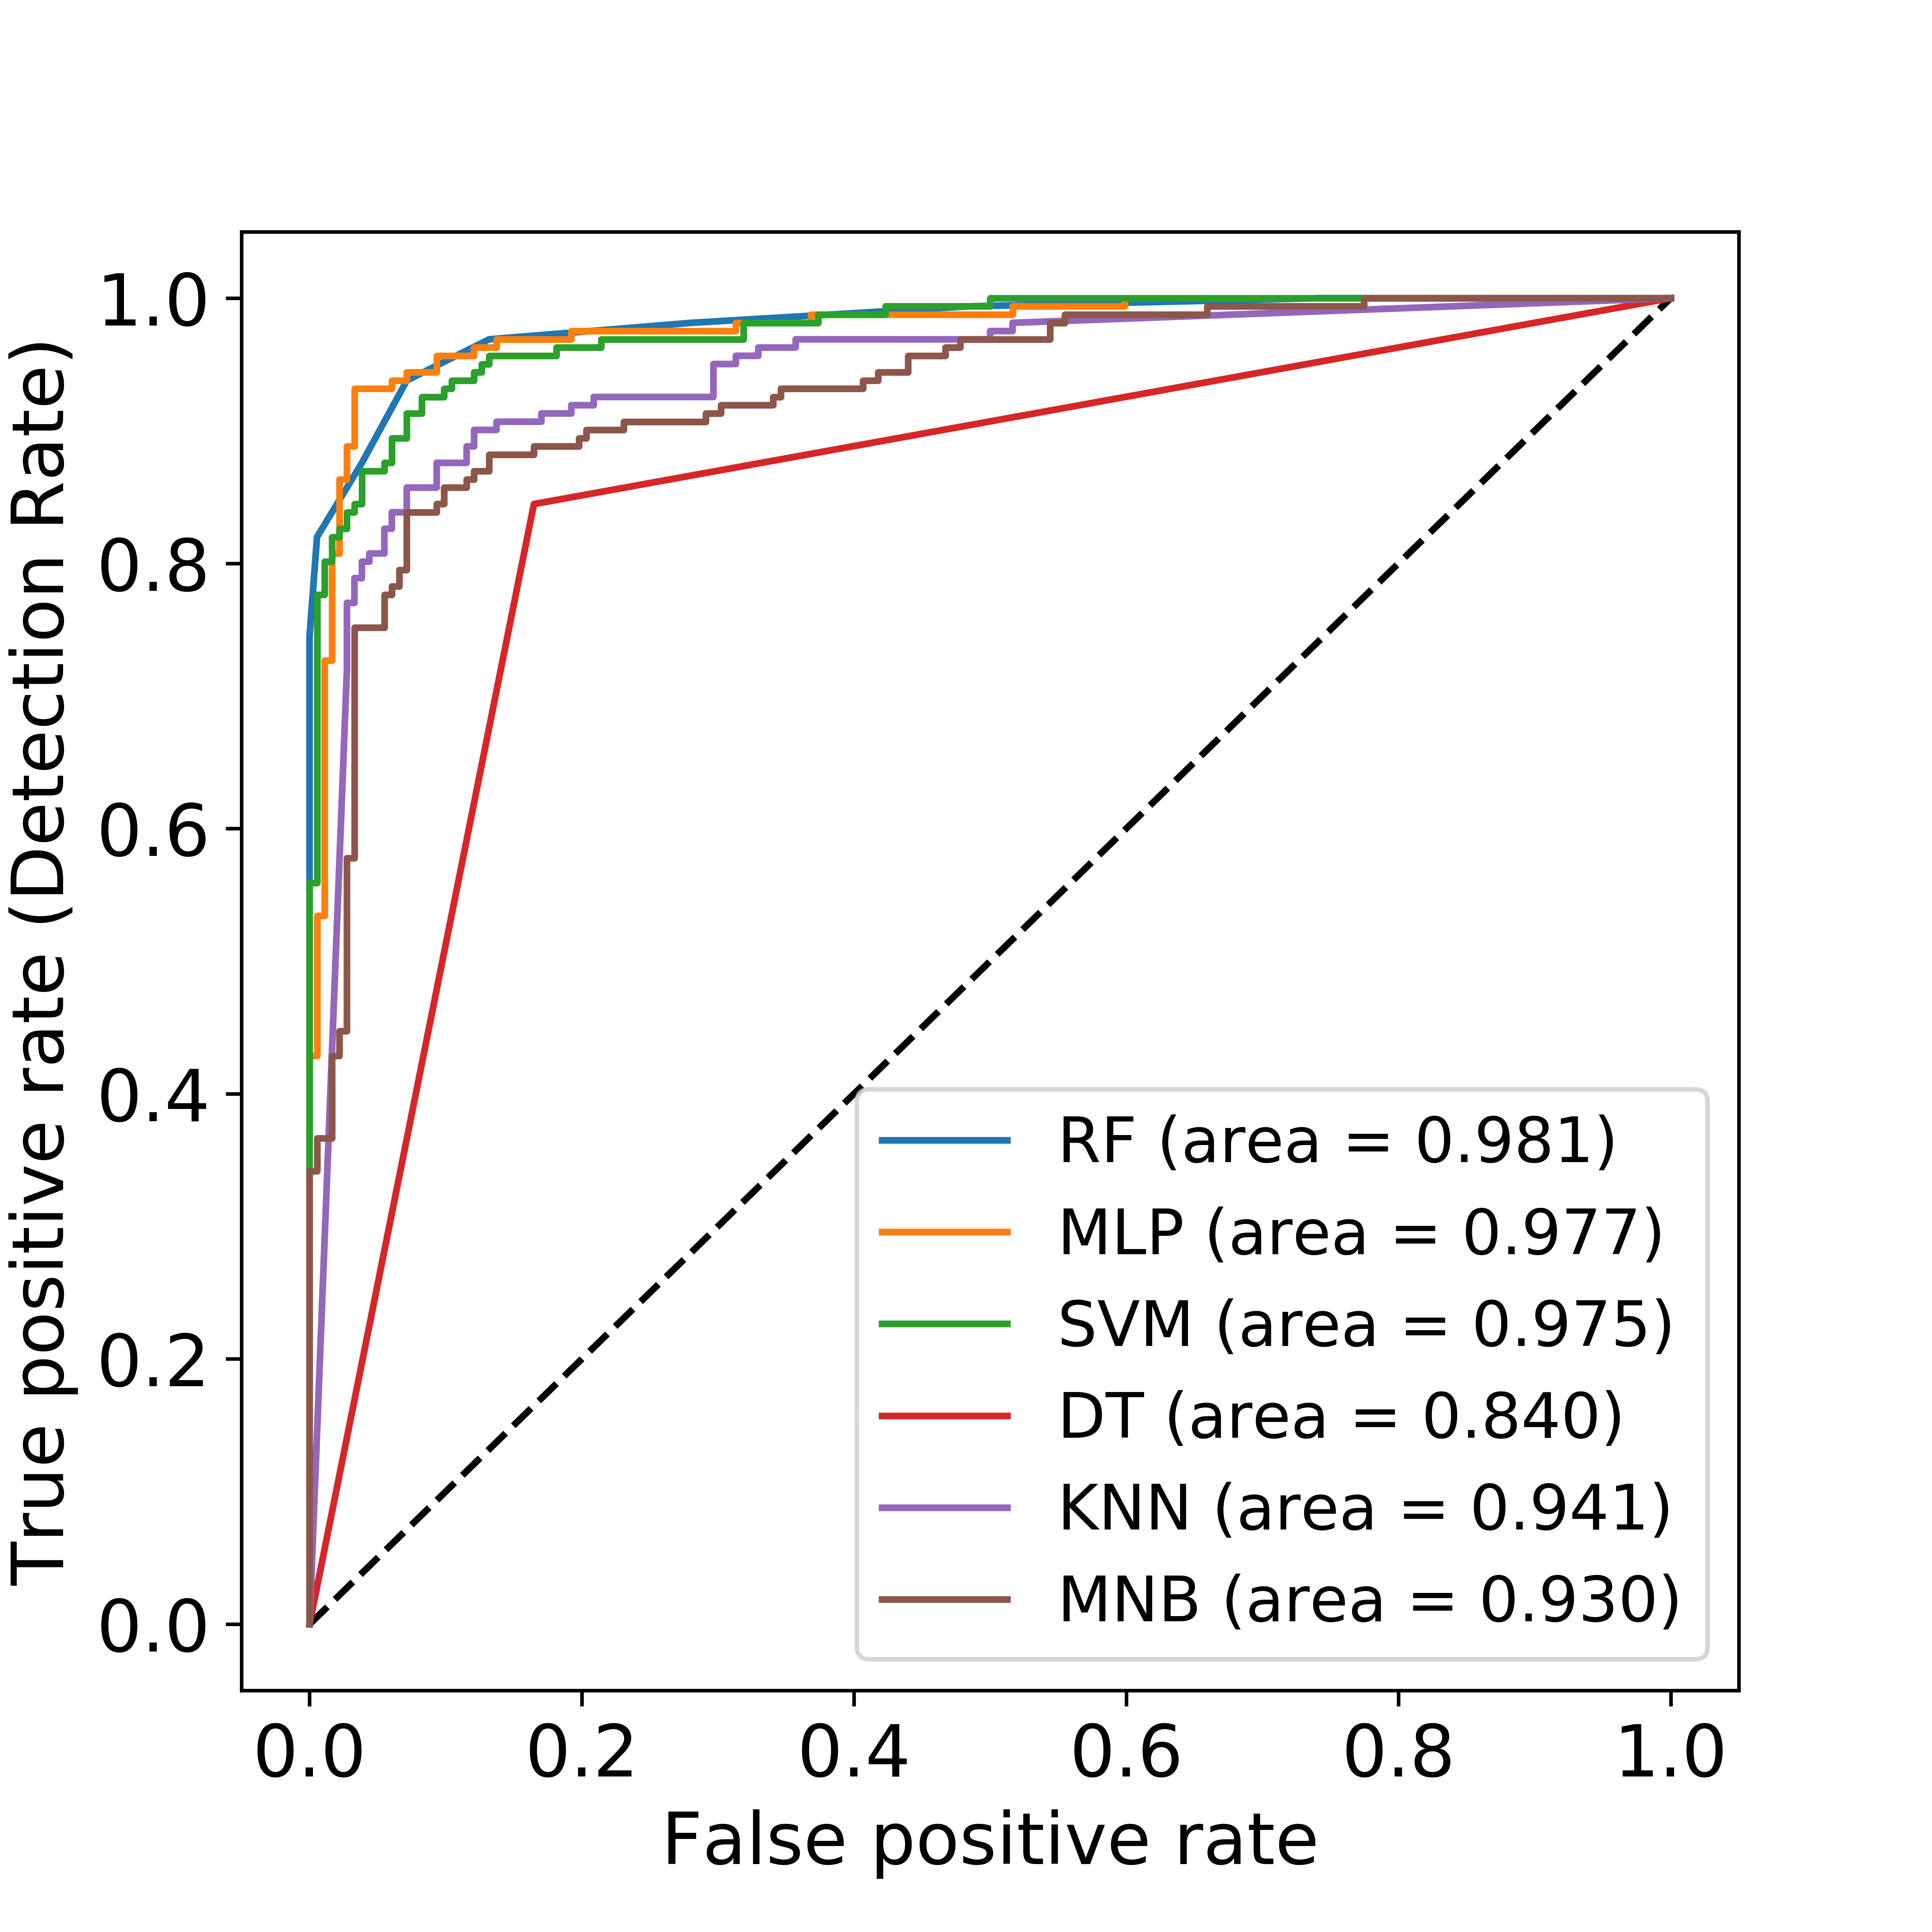 True positive rate (Detection Rate)
1.0
0.8
0.6
0.4
0.2
0.0
RF (area = 0.981)
MLP (area = 0.977)
SVM (area = 0.975)
DT (area = 0.840)
KNN (area = 0.941)
MNB (area = 0.930)
0.0 0.2 0.4 0.6 0.8 1.0
False positive rate